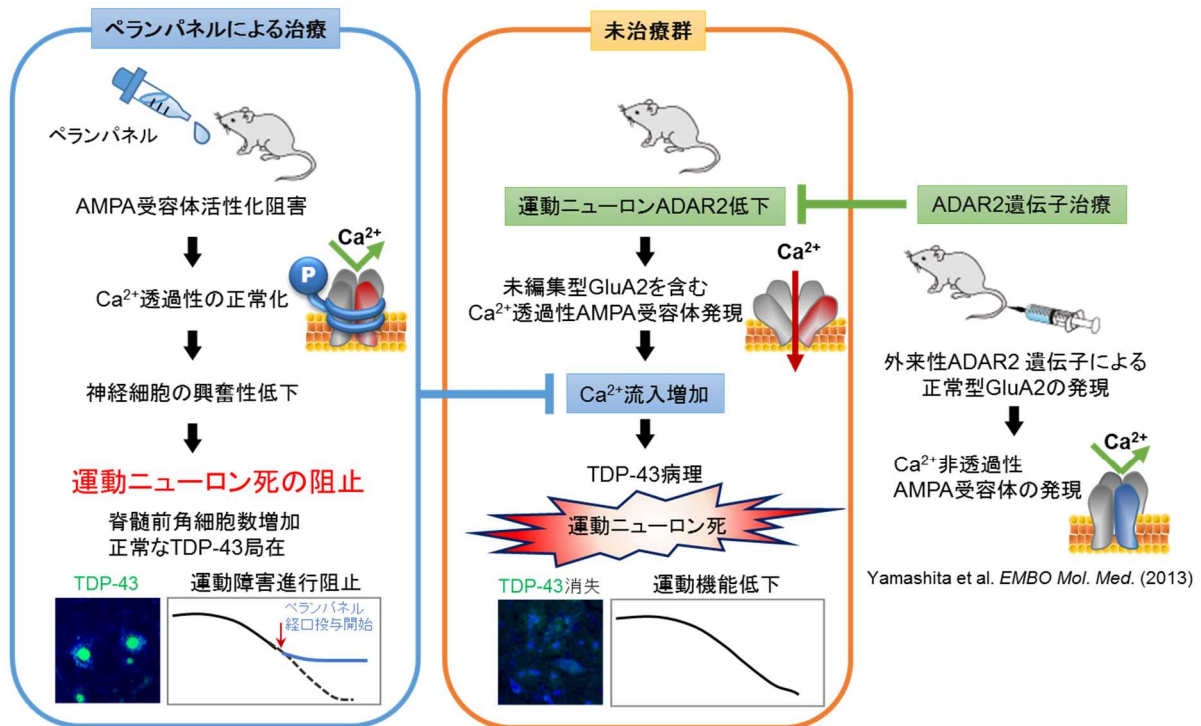 ペランパネルによる治療
ペランパネル
AMPA受容体活性化阻害
Ca²⁺
P
Ca²⁺透過性の正常化
神経細胞の興奮性低下
運動ニューロン死の阻止
脊髄前角細胞数増加
正常なTDP-43局在
TDP-43
運動障害進行阻止
ペランパネル
経口投与開始
未治療群
運動ニューロンADAR2低下
Ca²⁺
未編集型GluA2を含む
Ca²⁺透過性AMPA受容体発現
Ca²⁺流入増加
TDP-43病理
運動ニューロン死
TDP-43消失
運動機能低下
ADAR2遺伝子治療
外来性ADAR2 遺伝子による
正常型GluA2の発現
Ca²⁺
Ca²⁺非透過性
AMPA受容体の発現
Yamashita et al. EMBO Mol. Med. (2013)